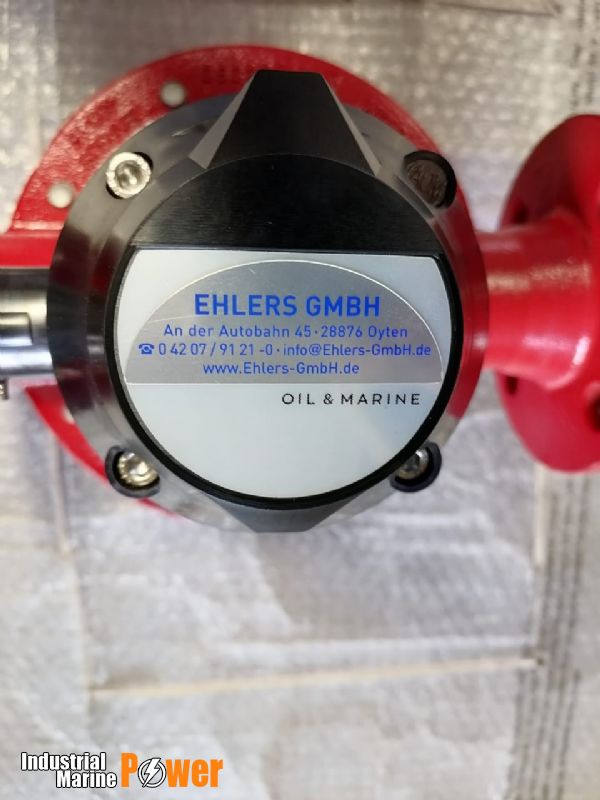 EHLERS GMBH
An der Autobahn 45 · 28876 Oyten
☎ 0 42 07 / 91 21 -0 · info@Ehlers-GmbH.de
www.Ehlers-GmbH.de
OIL & MARINE
Industrial
Marine Power